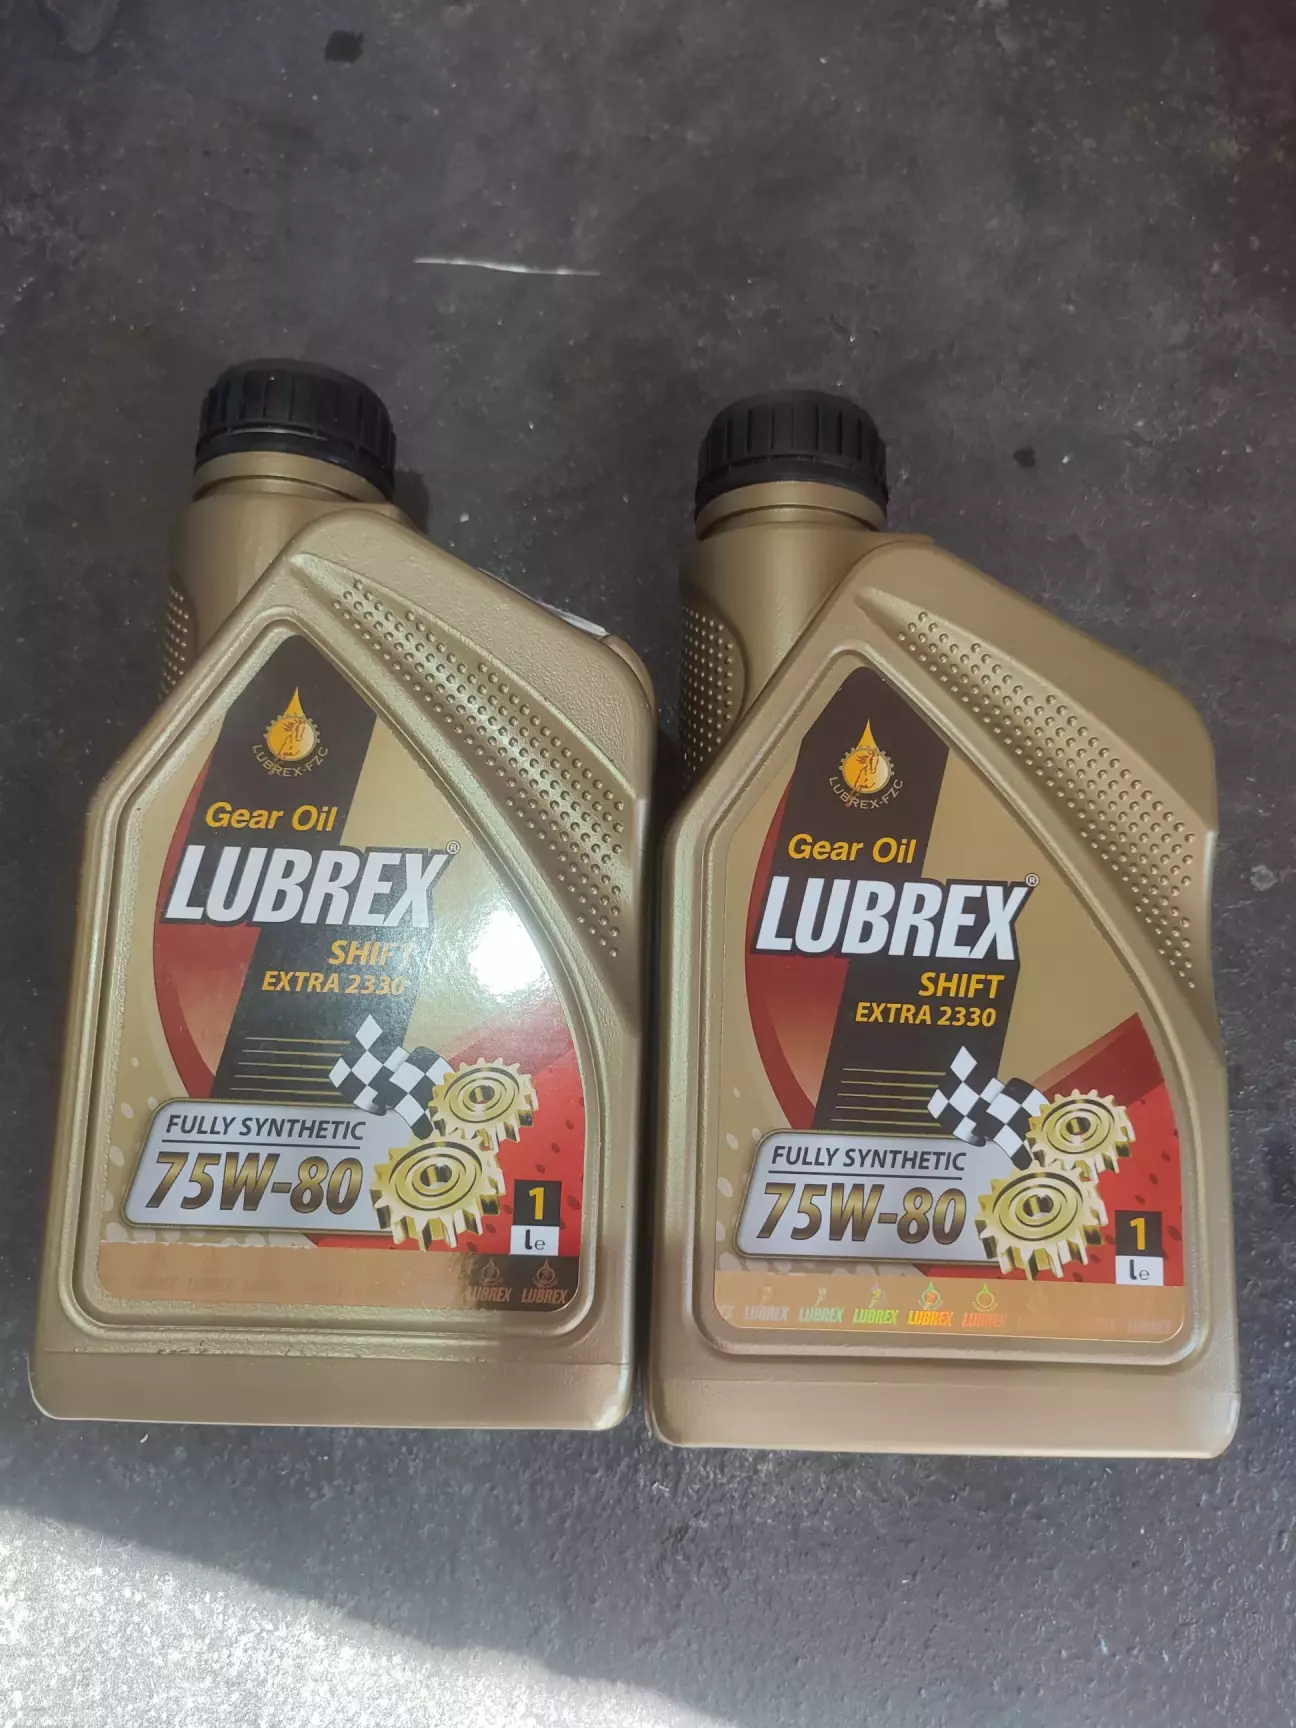 LUBREX-FZC
Gear Oil
LUBREX®
SHIFT
EXTRA 2330
FULLY SYNTHETIC
75W-80
1
le
LUBREX LUBREX
LUBREX-FZC
Gear Oil
LUBREX®
SHIFT
EXTRA 2330
FULLY SYNTHETIC
75W-80
1
le
LUBREX LUBREX LUBREX LUBREX LUBREX